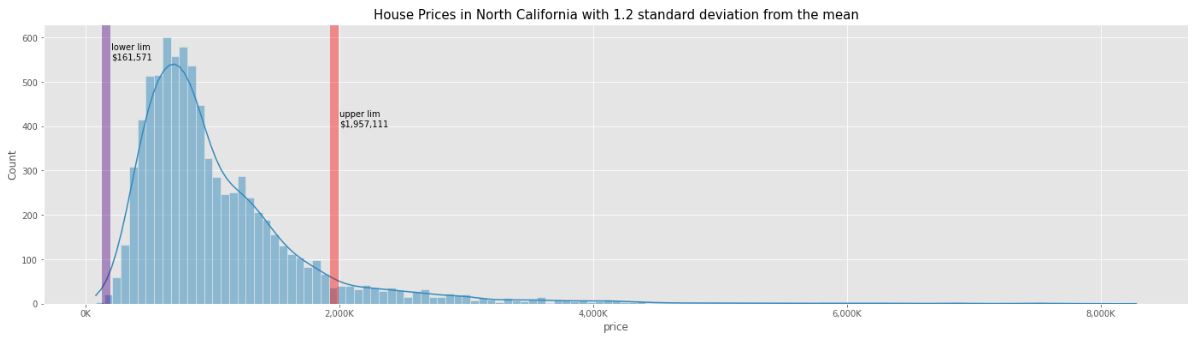 House Prices in North California with 1.2 standard deviation from the mean
600
500
400
300
200
100
0
Count
lower lim
$161,571
upper lim
$1,957,111
0K
2,000K
4,000K
6,000K
8,000K
price